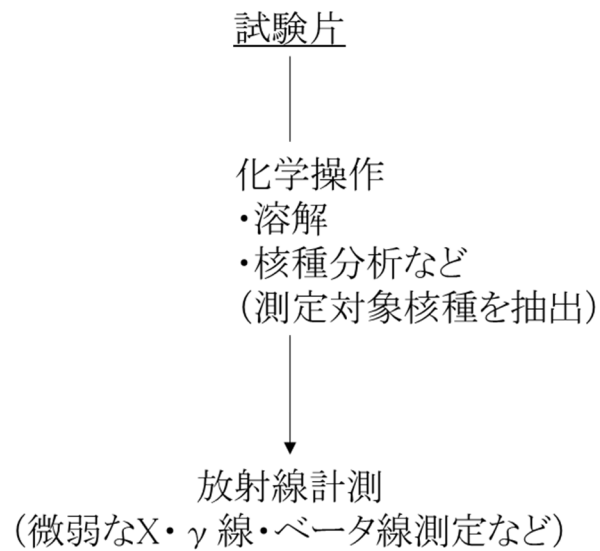 試験片
化学操作
・溶解
・核種分析など
（測定対象核種を抽出）
放射線計測
（微弱なX・γ線・ベータ線測定など）